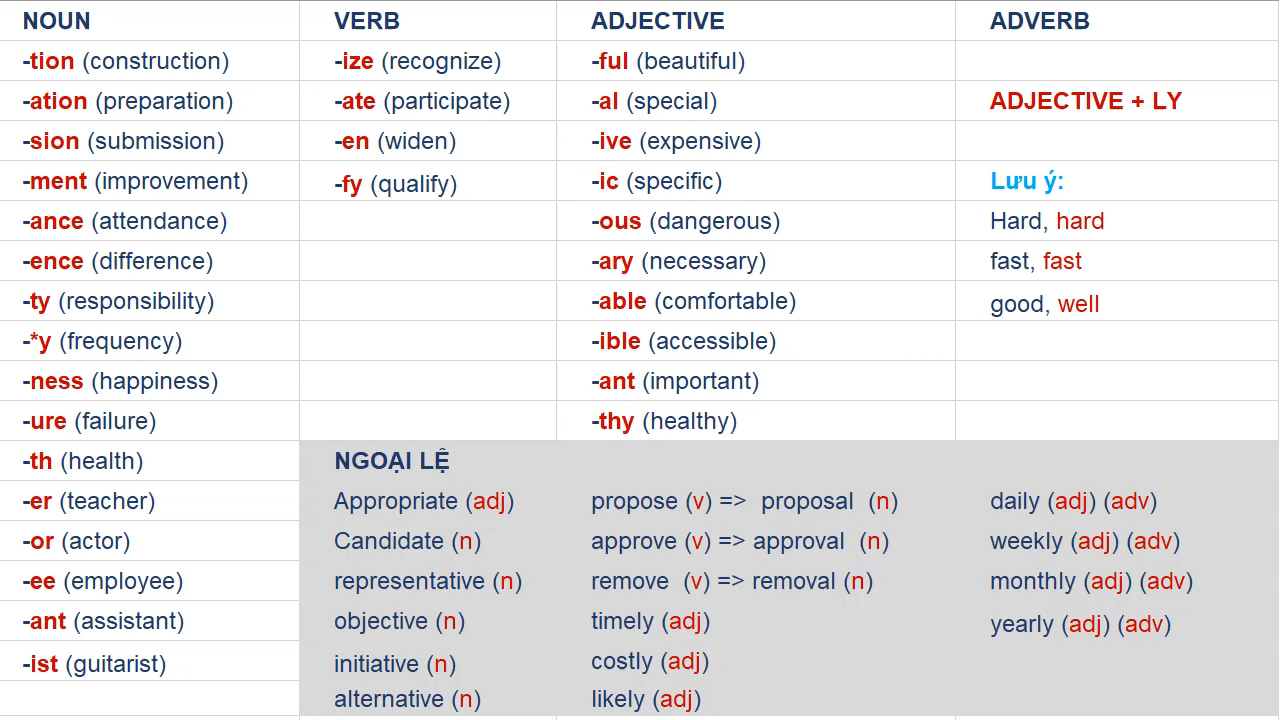 NOUN VERB ADJECTIVE ADVERB
-tion (construction) -ize (recognize) -ful (beautiful)
-ation (preparation) -ate (participate) -al (special) ADJECTIVE + LY
-sion (submission) -en (widen) -ive (expensive)
-ment (improvement) -fy (qualify) -ic (specific) Lưu ý:
-ance (attendance) -ous (dangerous) Hard, hard
-ence (difference) -ary (necessary) fast, fast
-ty (responsibility) -able (comfortable) good, well
-*y (frequency) -ible (accessible)
-ness (happiness) -ant (important)
-ure (failure) -thy (healthy)
-th (health) NGOẠI LỆ
-er (teacher) Appropriate (adj) propose (v) => proposal (n) daily (adj) (adv)
-or (actor) Candidate (n) approve (v) => approval (n) weekly (adj) (adv)
-ee (employee) representative (n) remove (v) => removal (n) monthly (adj) (adv)
-ant (assistant) objective (n) timely (adj) yearly (adj) (adv)
-ist (guitarist) initiative (n) costly (adj)
alternative (n) likely (adj)